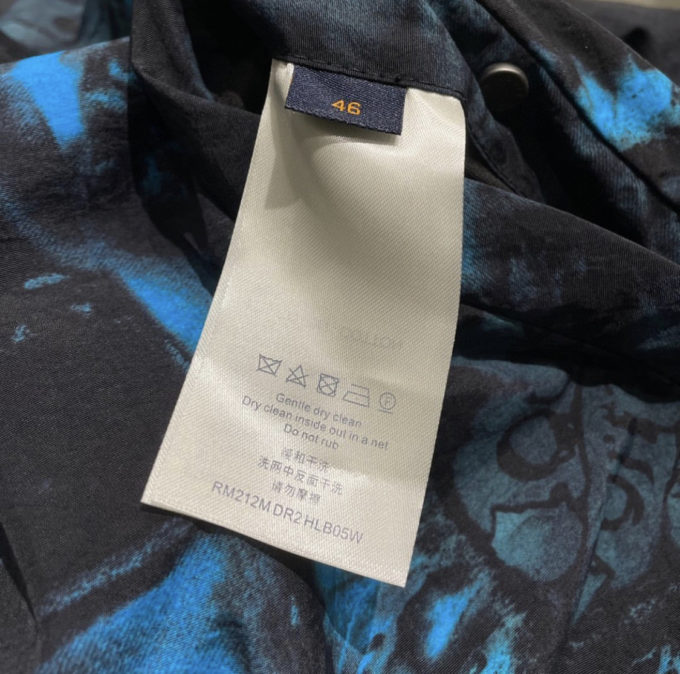 46
Gentle dry clean
Dry clean inside out in a net
Do not rub
缓和干洗
洗网中反面干洗
请勿摩擦
RM212M DR2 HLB05W